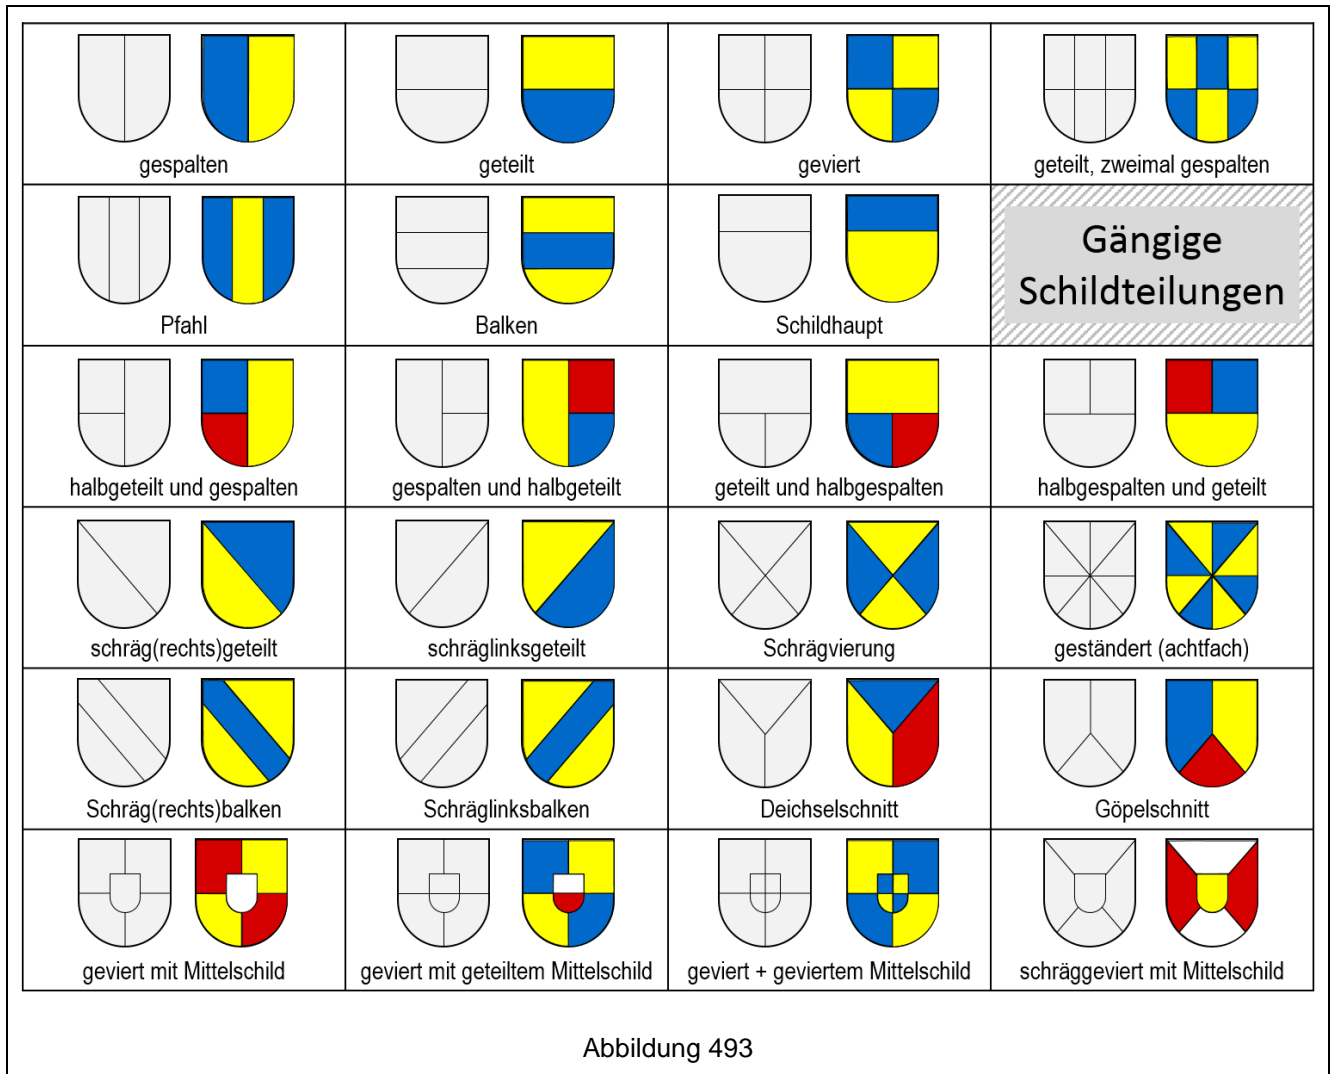 gespalten
geteilt
geviert
geteilt, zweimal gespalten
Pfahl
Balken
Schildhaupt
Gängige
Schildteilungen
halbgeteilt und gespalten
gespalten und halbgeteilt
geteilt und halbgespalten
halbgespalten und geteilt
schräg(rechts)geteilt
schräglinksgeteilt
Schrägvierung
geständert (achtfach)
Schräg(rechts)balken
Schräglinksbalken
Deichselschnitt
Göpelschnitt
geviert mit Mittelschild
geviert mit geteiltem Mittelschild
geviert + geviertem Mittelschild
schräggeviert mit Mittelschild
Abbildung 493